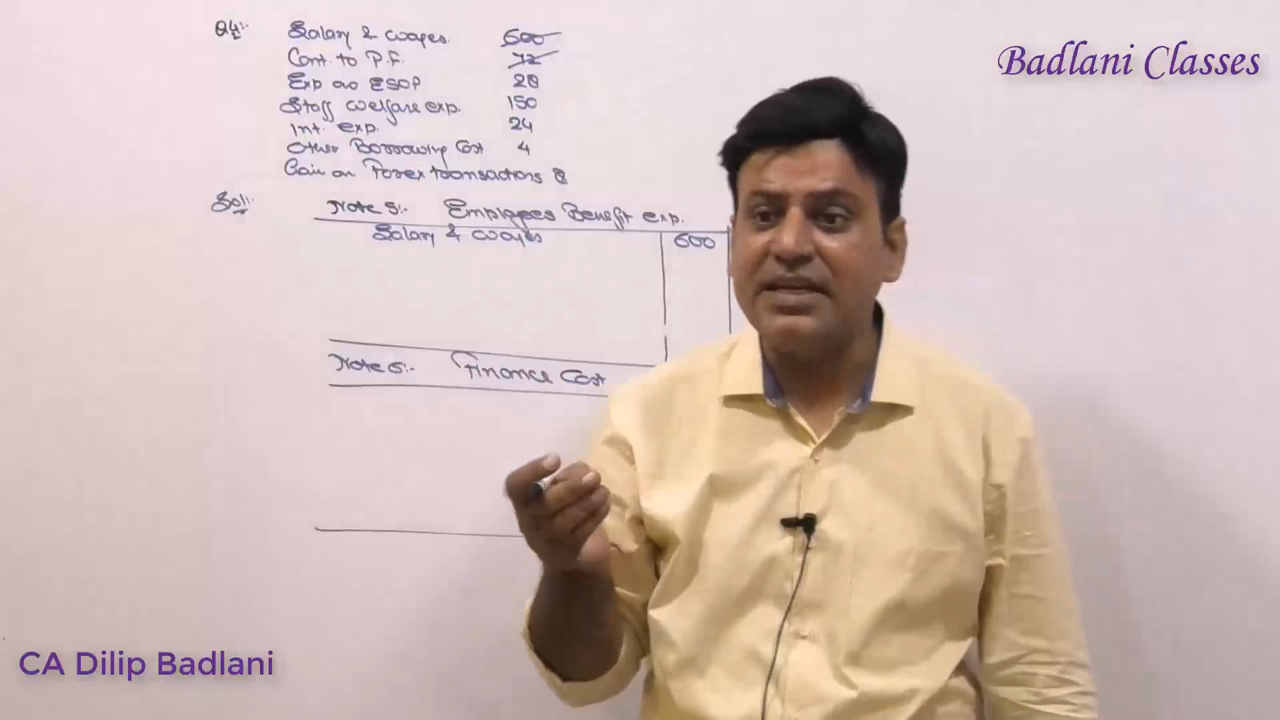 Q4:-
Salary & wages 600
Cont. to P.F. 72
Exp on ESOP 28
Staff welfare exp. 150
Int. exp. 24
Other Borrowing Cost 4
Gain on Forex transactions 8
Badlani Classes
Sol:-
Note 5:- Employees Benefit exp.
Salary & wages 600
Note 6:- Finance Cost
CA Dilip Badlani